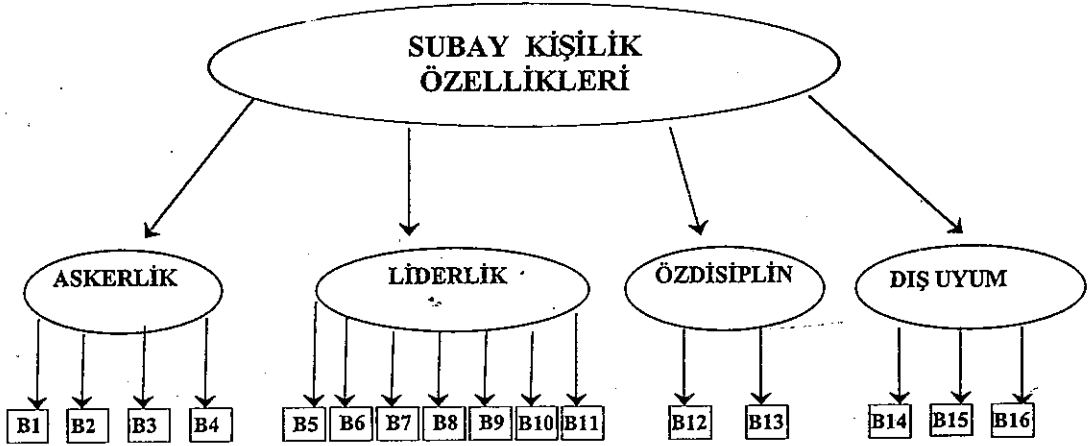 SUBAY KİŞİLİK
ÖZELLİKLERİ
ASKERLİK
LİDERLİK
ÖZDİSİPLİN
DIŞ UYUM
B1 B2 B3 B4 B5 B6 B7 B8 B9 B10 B11 B12 B13 B14 B15 B16